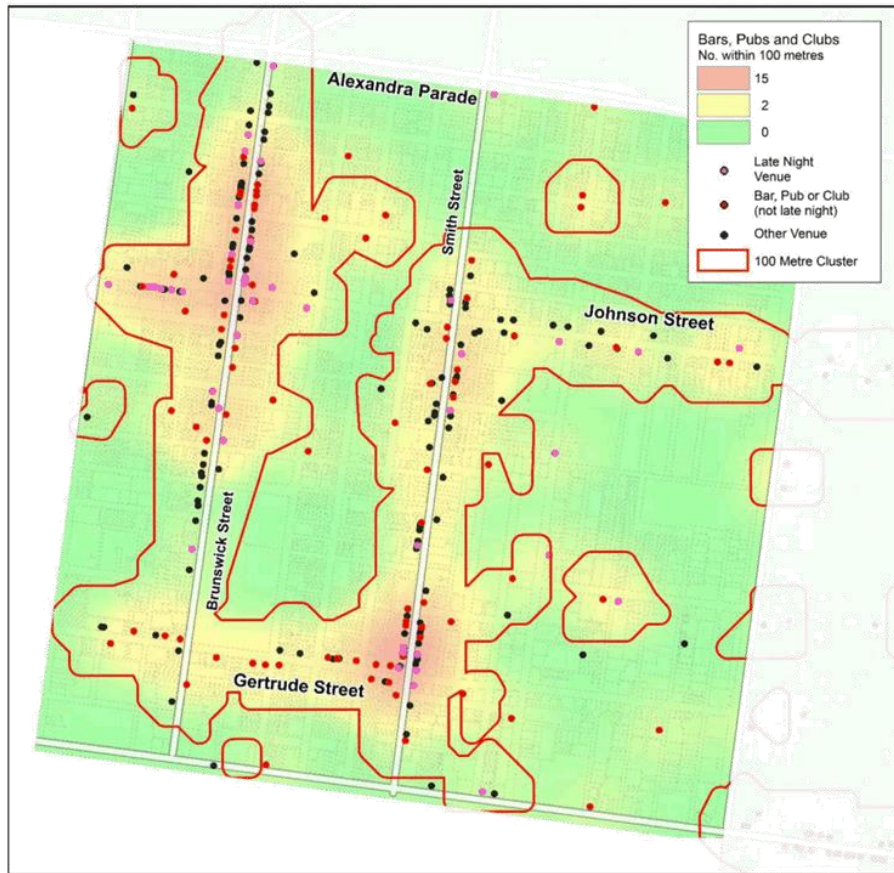 Bars, Pubs and Clubs
No. within 100 metres
15
2
0
Late Night
Venue
Bar, Pub or Club
(not late night)
Other Venue
100 Metre Cluster
Alexandra Parade
Smith Street
Johnson Street
Brunswick Street
Gertrude Street